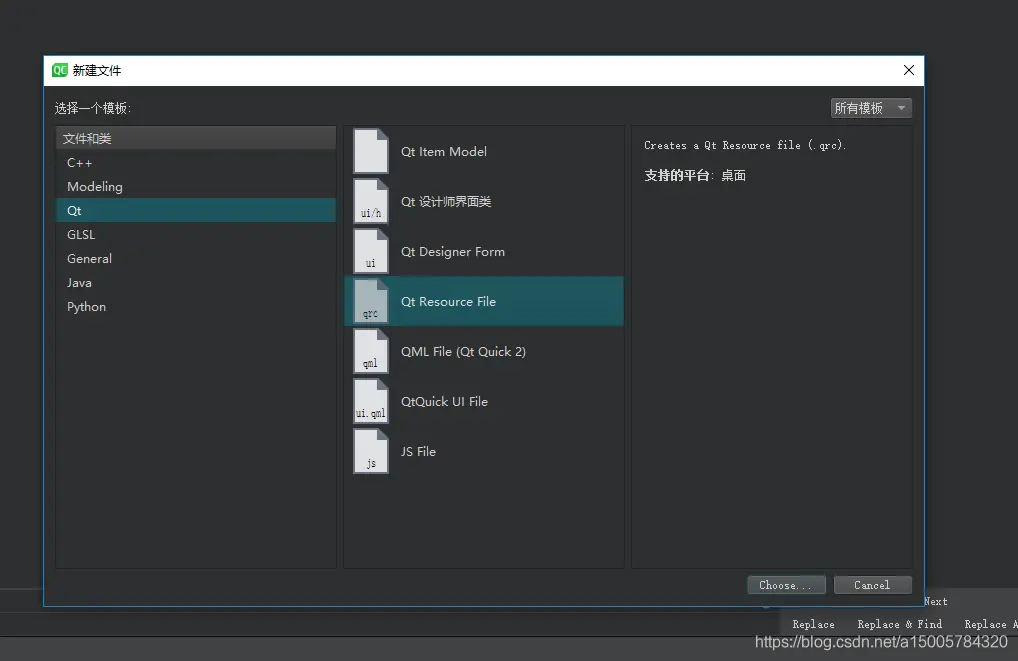 QC 新建文件
选择一个模板:
所有模板
文件和类
C++
Modeling
Qt
GLSL
General
Java
Python
Qt Item Model
ui/h Qt 设计师界面类
ui Qt Designer Form
qrc Qt Resource File
qml QML File (Qt Quick 2)
ui.qml QtQuick UI File
js JS File
Creates a Qt Resource file (.qrc).
支持的平台: 桌面
Choose... Cancel
Next
Replace Replace & Find Replace A
https://blog.csdn.net/a15005784320